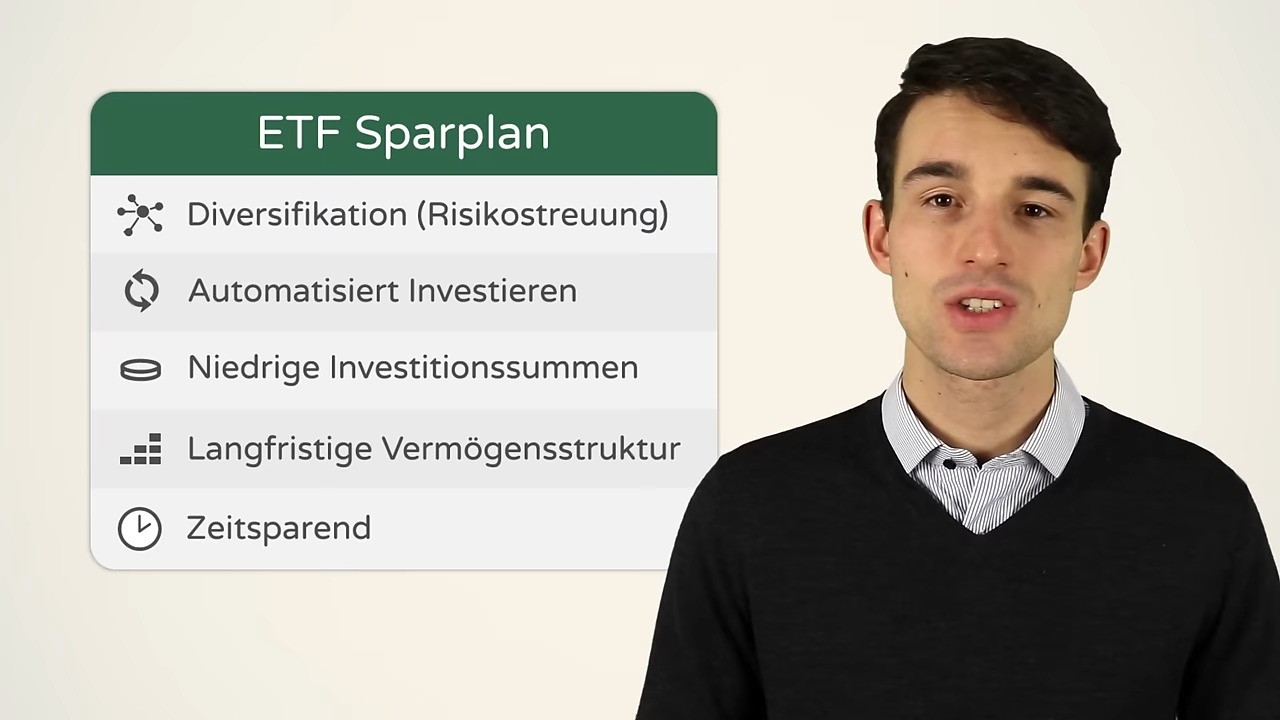 ETF Sparplan
Diversifikation (Risikostreuung)
Automatisiert Investieren
Niedrige Investitionssummen
Langfristige Vermögensstruktur
Zeitsparend